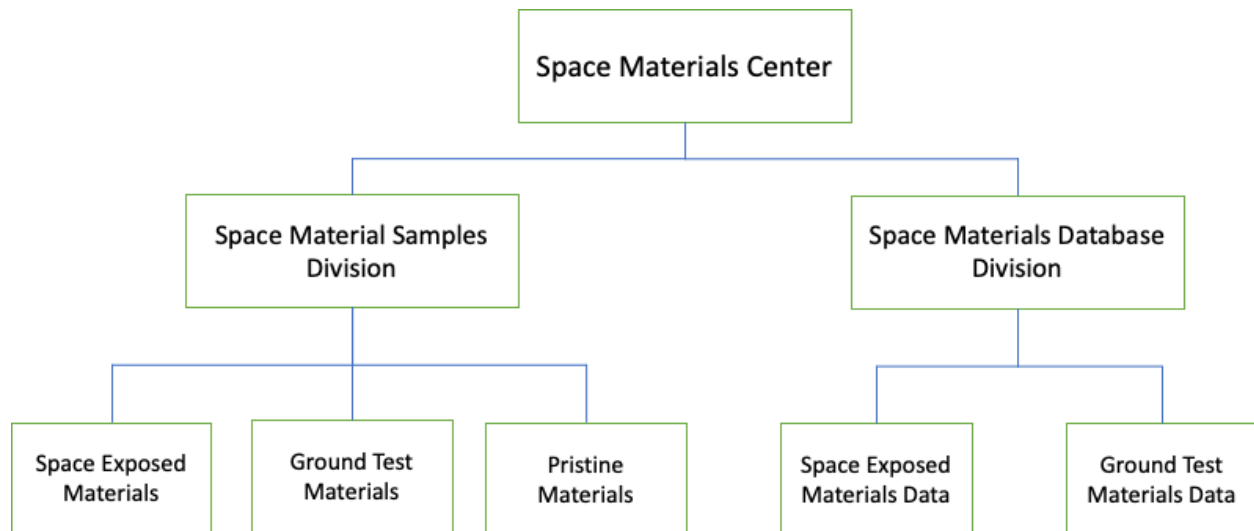 Space Materials Center
Space Material Samples
Division
Space Materials Database
Division
Space Exposed
Materials
Ground Test
Materials
Pristine
Materials
Space Exposed
Materials Data
Ground Test
Materials Data